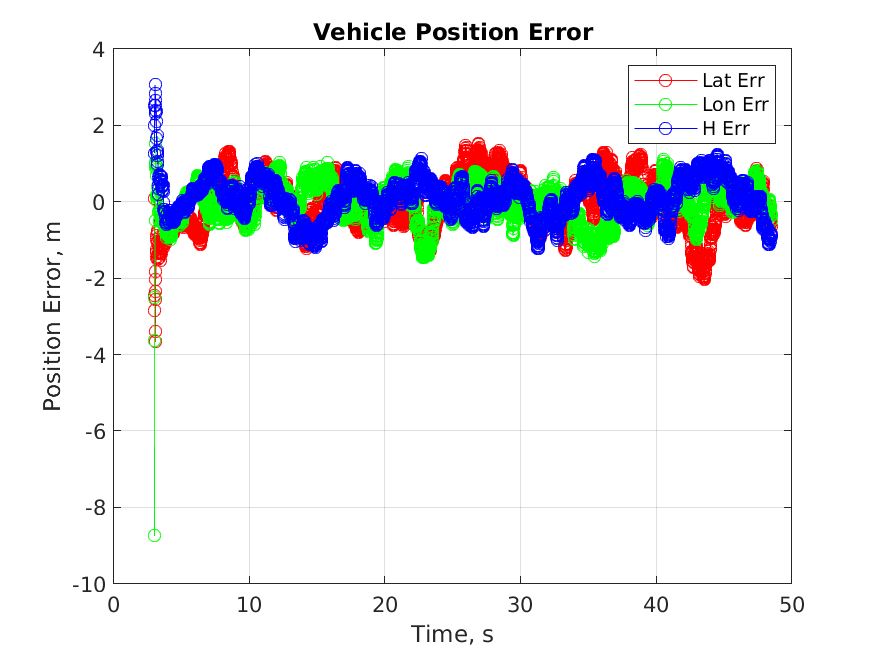 Vehicle Position Error
Lat Err
Lon Err
H Err
4
2
0
-2
-4
-6
-8
-10
Position Error, m
0
10
20
30
40
50
Time, s